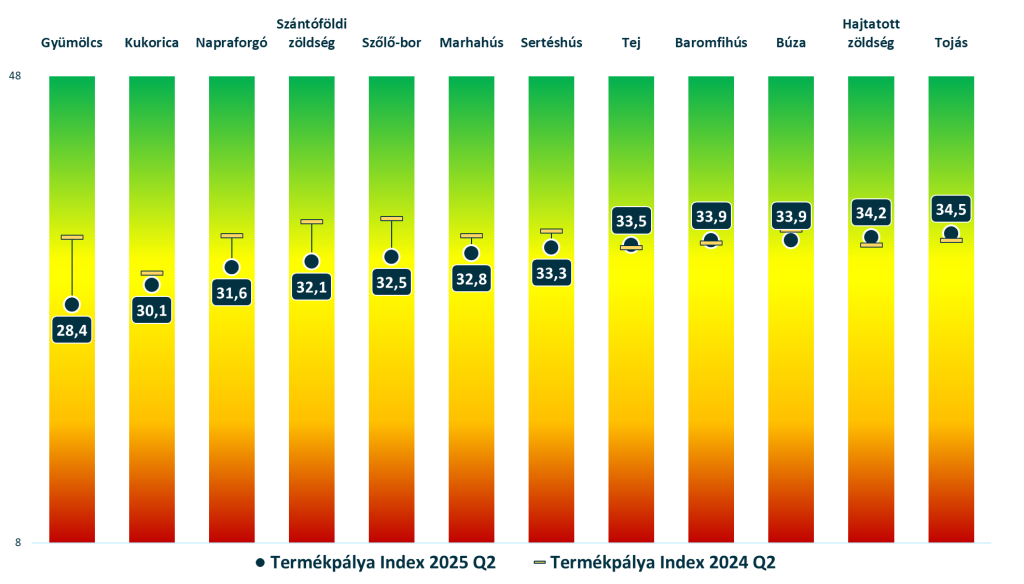 Gyümölcs
Kukorica
Napraforgó
Szántóföldi
zöldség
Szőlő-bor
Marhahús
Sertéshús
Tej
Baromfihús
Búza
Hajtatott
zöldség
Tojás
48
28,4
30,1
31,6
32,1
32,5
32,8
33,3
33,5
33,9
33,9
34,2
34,5
8
Termékpálya Index 2025 Q2
Termékpálya Index 2024 Q2